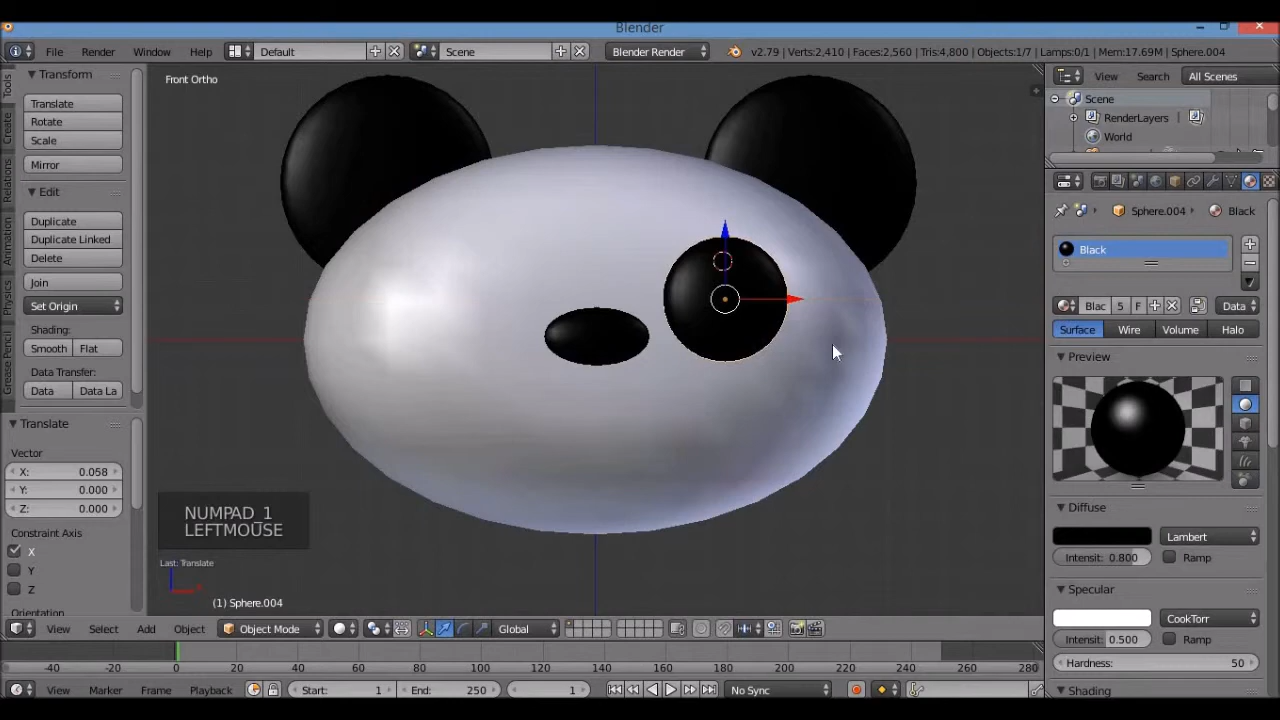 Blender
File Render Window Help Default Scene Blender Render v2.79 | Verts:2,410 | Faces:2,560 | Tris:4,800 | Objects:1/7 | Lamps:0/1 | Mem:17.69M | Sphere.004
Tools
Create
Relations
Animation
Physics
Grease Pencil
Transform
Translate
Rotate
Scale
Mirror
Edit
Duplicate
Duplicate Linked
Delete
Join
Set Origin
Shading:
Smooth Flat
Data Transfer:
Data Data La
Translate
Vector
X: 0.058
Y: 0.000
Z: 0.000
Constraint Axis
X
Y
Z
Orientation
Front Ortho
NUMPAD_1
LEFTMOUSE
Last: Translate
(1) Sphere.004
View Select Add Object Object Mode Global
-40 -20 0 20 40 60 80 100 120 140 160 180 200 220 240 260 280
View Marker Frame Playback Start: 1 End: 250 1 No Sync
View Search All Scenes
Scene
RenderLayers
World
Sphere.004 Black
Black
Blac 5 F Data
Surface Wire Volume Halo
Preview
Diffuse
Lambert
Intensit: 0.800 Ramp
Specular
CookTorr
Intensit: 0.500 Ramp
Hardness: 50
Shading